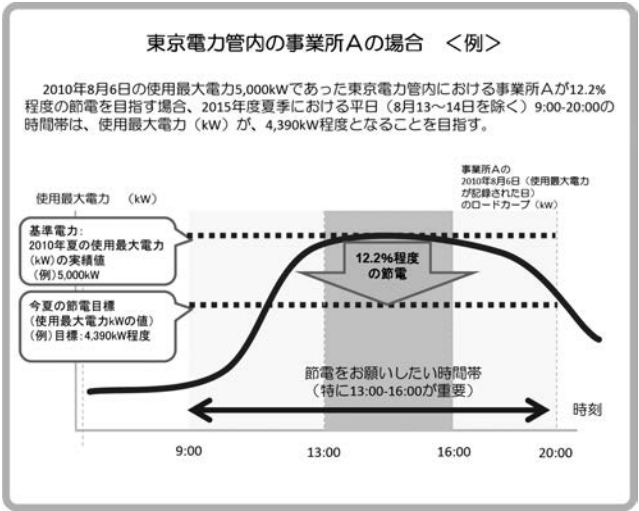 東京電力管内の事業所Aの場合 ＜例＞
2010年8月6日の使用最大電力5,000kWであった東京電力管内における事業所Aが12.2%
程度の節電を目指す場合、2015年度夏季における平日（8月13〜14日を除く）9:00-20:00の
時間帯は、使用最大電力（kW）が、4,390kW程度となることを目指す。
事業所Aの
2010年8月6日（使用最大電力
が記録された日）
のロードカーブ（kW）
使用最大電力 （kW）
基準電力:
2010年夏の使用最大電力
(kW)の実績値
(例)5,000kW
12.2%程度
の節電
今夏の節電目標
(使用最大電力kWの値)
(例)目標:4,390kW程度
節電をお願いしたい時間帯
（特に13:00-16:00が重要）
時刻
9:00 13:00 16:00 20:00